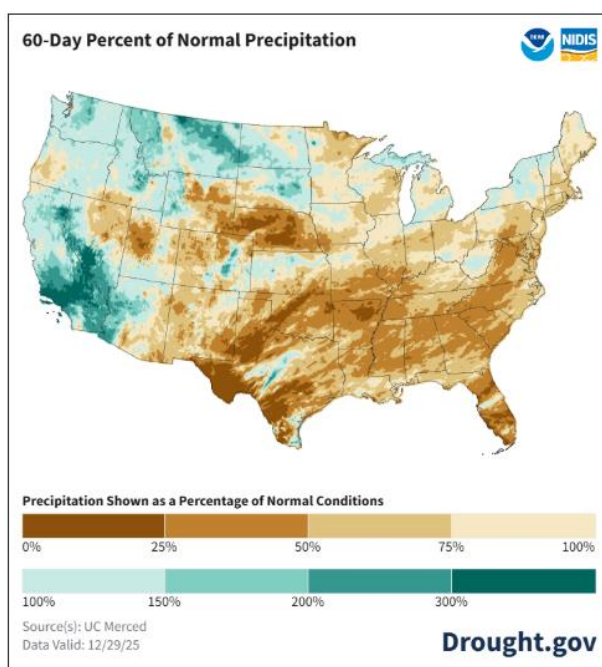 60-Day Percent of Normal Precipitation
NIDIS
Precipitation Shown as a Percentage of Normal Conditions
0% 25% 50% 75% 100%
100% 150% 200% 300%
Source(s): UC Merced
Data Valid: 12/29/25
Drought.gov